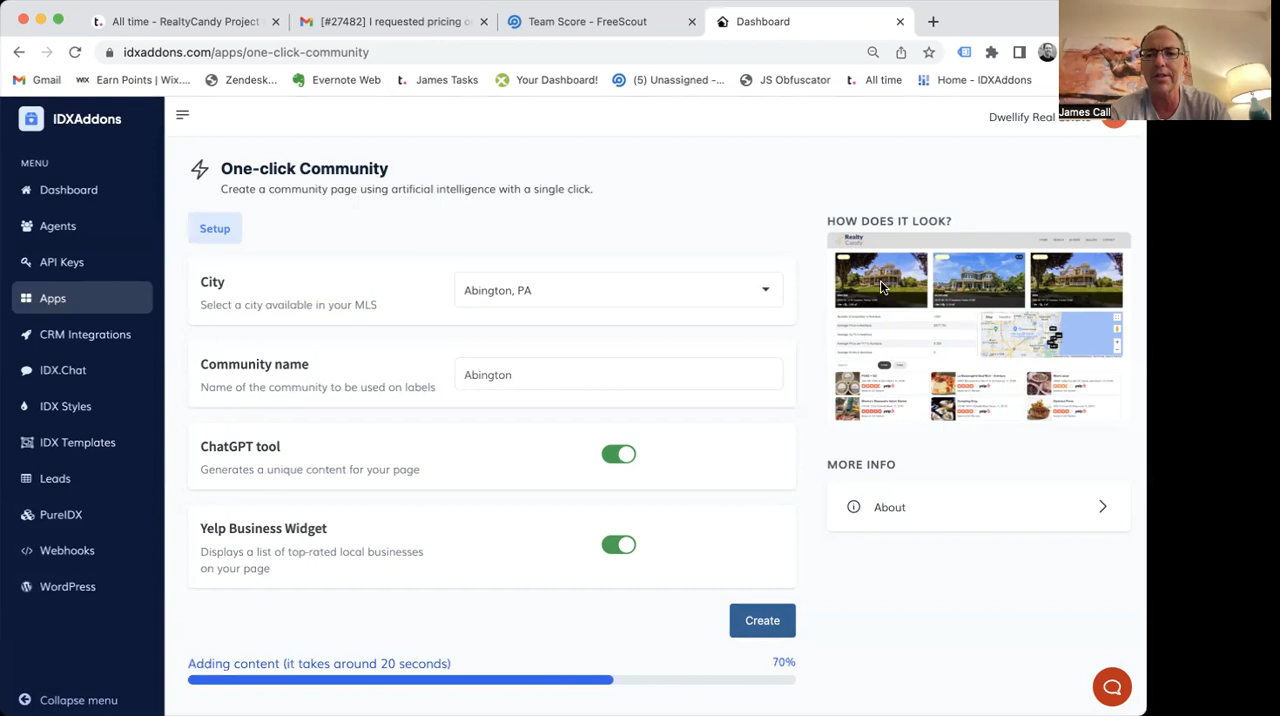 All time - RealtyCandy Project
[#27482] I requested pricing o
Team Score - FreeScout
Dashboard
idxaddons.com/apps/one-click-community
Gmail
Earn Points | Wix....
Zendesk...
Evernote Web
James Tasks
Your Dashboard!
(5) Unassigned -...
JS Obfuscator
All time
Home - IDXAddons
James Call
IDXAddons
Dwellify Real
MENU
Dashboard
Agents
API Keys
Apps
CRM Integrations
IDX.Chat
IDX Styles
IDX Templates
Leads
PureIDX
Webhooks
WordPress
Collapse menu
One-click Community
Create a community page using artificial intelligence with a single click.
Setup
City
Select a city available in your MLS
Abington, PA
Community name
Name of the community to be used on labels
Abington
ChatGPT tool
Generates a unique content for your page
Yelp Business Widget
Displays a list of top-rated local businesses
on your page
Create
Adding content (it takes around 20 seconds)
70%
HOW DOES IT LOOK?
Realty
Candy
MORE INFO
About